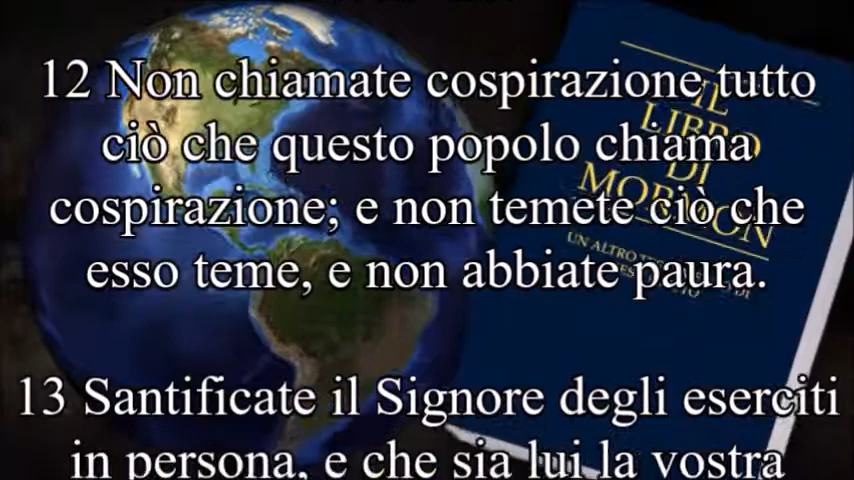 12 Non chiamate cospirazione tutto
ciò che questo popolo chiama
cospirazione; e non temete ciò che
esso teme, e non abbiate paura.
13 Santificate il Signore degli eserciti
in persona, e che sia lui la vostra
IL
LIBRO
DI
MORMON
UN ALTRO
DI